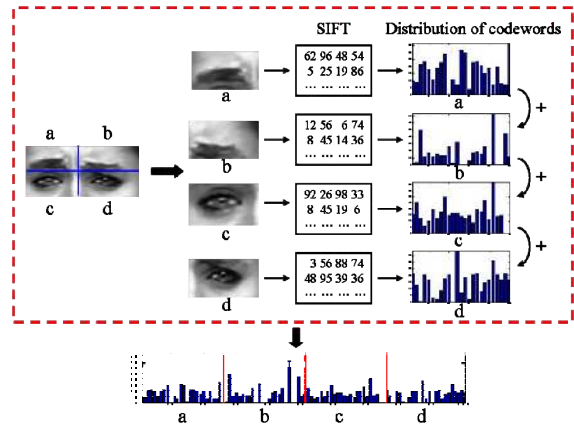 SIFT Distribution of codewords
62 96 48 54
5 25 19 86
... ... ... ...
a
a
+
a b
12 56 6 74
8 45 14 36
... ... ... ...
b
b
+
c d
92 26 98 33
8 45 19 6
... ... ... ...
c
c
+
3 56 88 74
48 95 39 36
... ... ... ...
d
d
a b c d